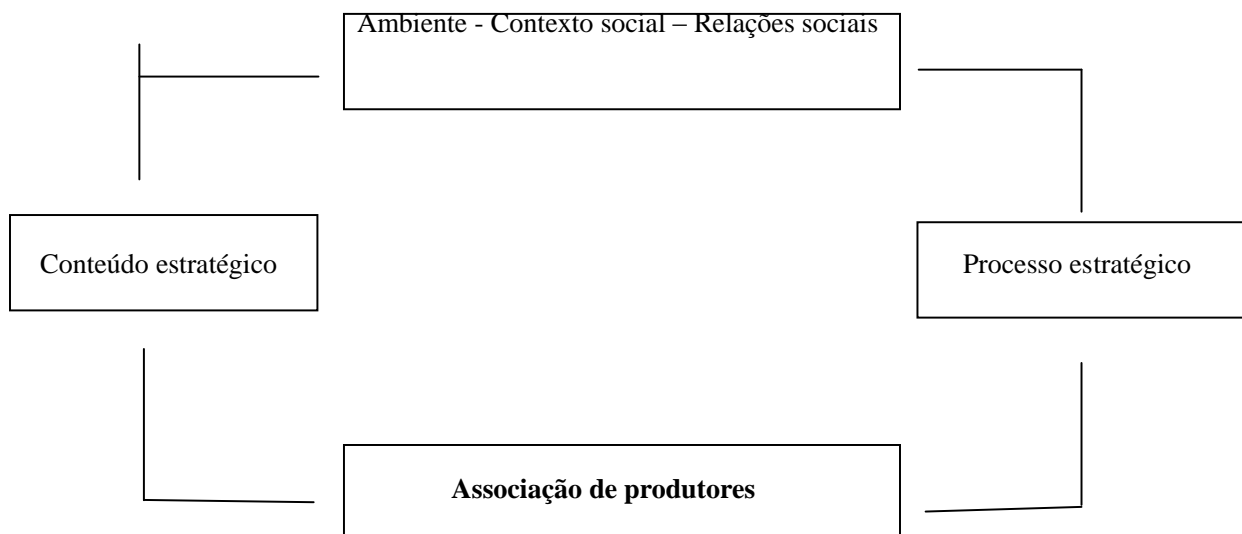 Ambiente - Contexto social – Relações sociais
Conteúdo estratégico
Processo estratégico
Associação de produtores